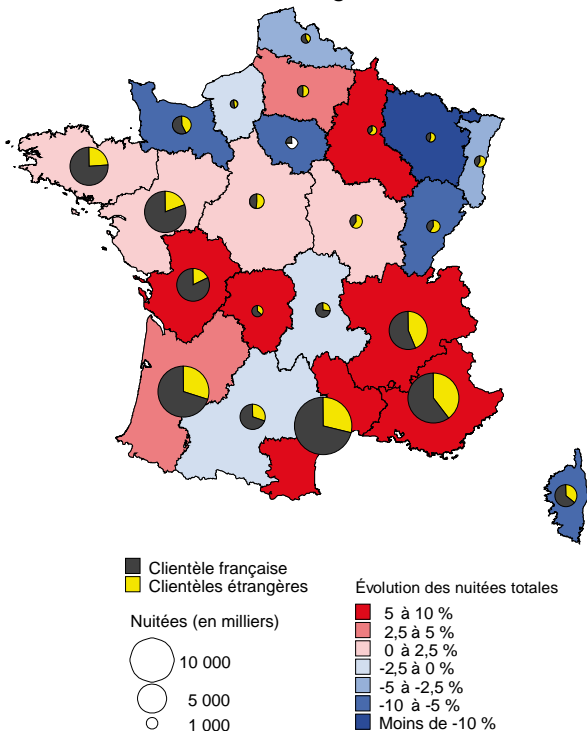 Clientèle française
Clientèles étrangères
Nuitées (en milliers)
10 000
5 000
1 000
Évolution des nuitées totales
5 à 10 %
2,5 à 5 %
0 à 2,5 %
-2,5 à 0 %
-5 à -2,5 %
-10 à -5 %
Moins de -10 %